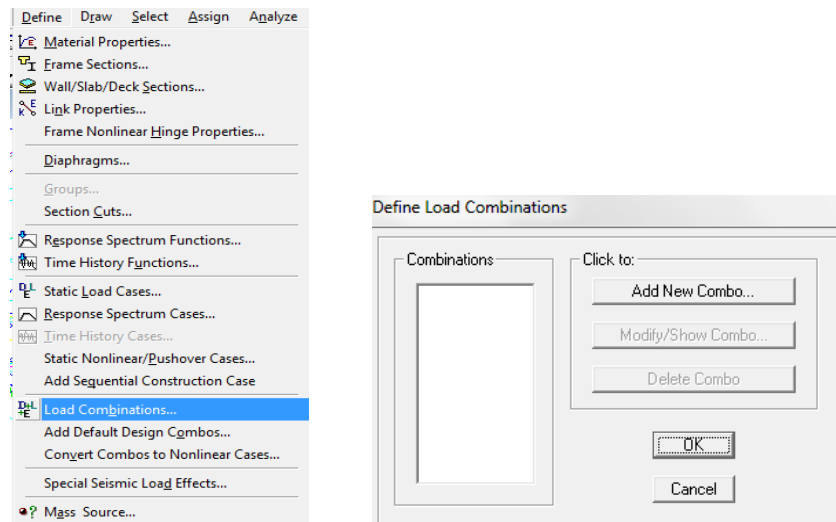 Define Draw Select Assign Analyze
Material Properties...
Frame Sections...
Wall/Slab/Deck Sections...
Link Properties...
Frame Nonlinear Hinge Properties...
Diaphragms...
Groups...
Section Cuts...
Response Spectrum Functions...
Time History Functions...
Static Load Cases...
Response Spectrum Cases...
Time History Cases...
Static Nonlinear/Pushover Cases...
Add Sequential Construction Case
Load Combinations...
Add Default Design Combos...
Convert Combos to Nonlinear Cases...
Special Seismic Load Effects...
Mass Source...
Define Load Combinations
Combinations
Click to:
Add New Combo...
Modify/Show Combo...
Delete Combo
OK
Cancel